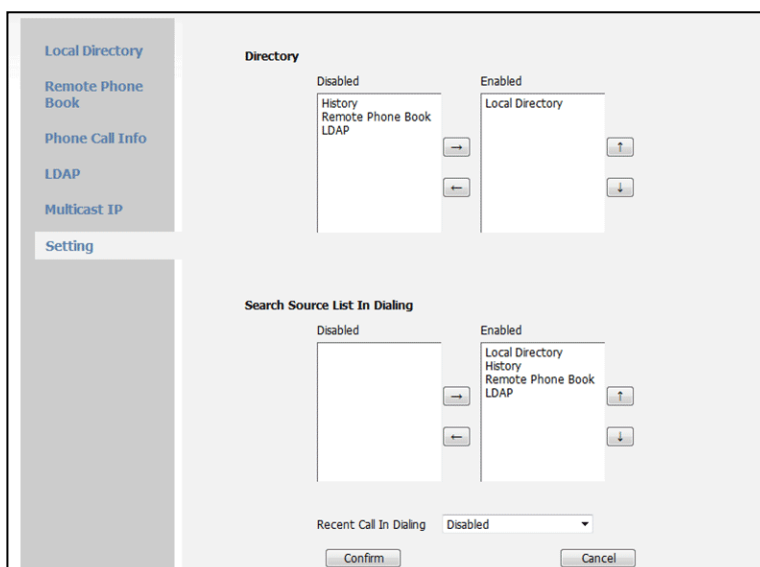 Local Directory
Remote Phone
Book
Phone Call Info
LDAP
Multicast IP
Setting
Directory
Disabled
History
Remote Phone Book
LDAP
→
←
Enabled
Local Directory
↑
↓
Search Source List In Dialing
Disabled
→
←
Enabled
Local Directory
History
Remote Phone Book
LDAP
↑
↓
Recent Call In Dialing Disabled
Confirm Cancel